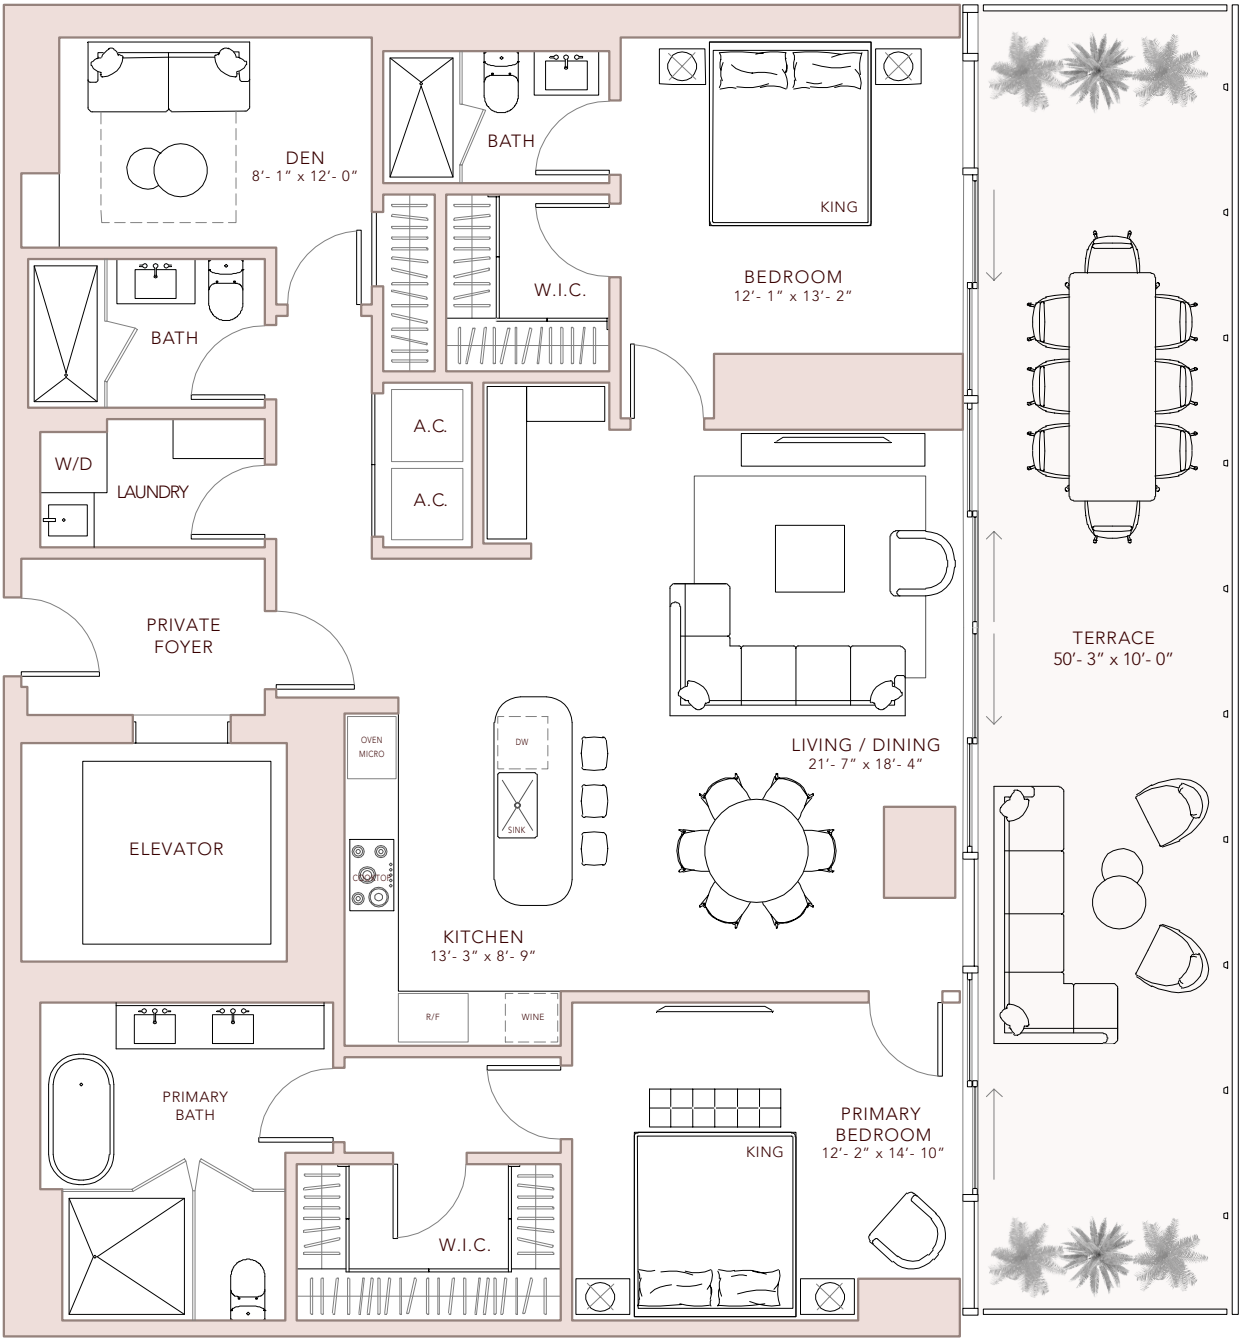 DEN
8’- 1” x 12’- 0”
BATH
KING
W.I.C.
BEDROOM
12’- 1” x 13’- 2”
BATH
A.C.
W/D
LAUNDRY
A.C.
PRIVATE
FOYER
TERRACE
50’- 3” x 10’- 0”
OVEN
MICRO
DW
LIVING / DINING
21’- 7” x 18’- 4”
SINK
ELEVATOR
COOKTOP
KITCHEN
13’- 3” x 8’- 9”
R/F
WINE
PRIMARY
BATH
PRIMARY
BEDROOM
12’- 2” x 14’- 10”
KING
W.I.C.